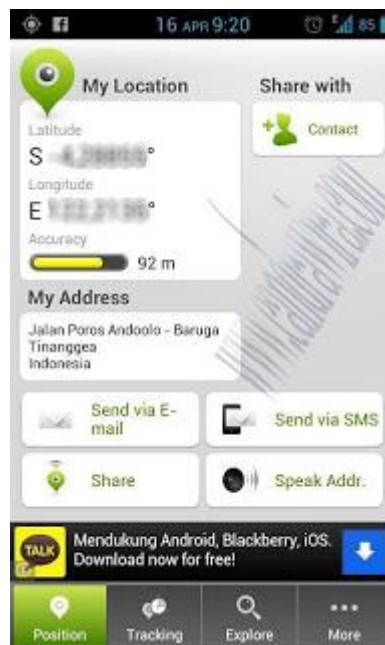 16 APR 9:20
85
My Location
Share with
Latitude
S
°
Contact
Longitude
E
°
Accuracy
92 m
My Address
Jalan Poros Andoolo - Baruga
Tinanggea
Indonesia
Send via E-
mail
Send via SMS
Share
Speak Addr.
TALK
Mendukung Android, Blackberry, iOS.
Download now for free!
Position
Tracking
Explore
More